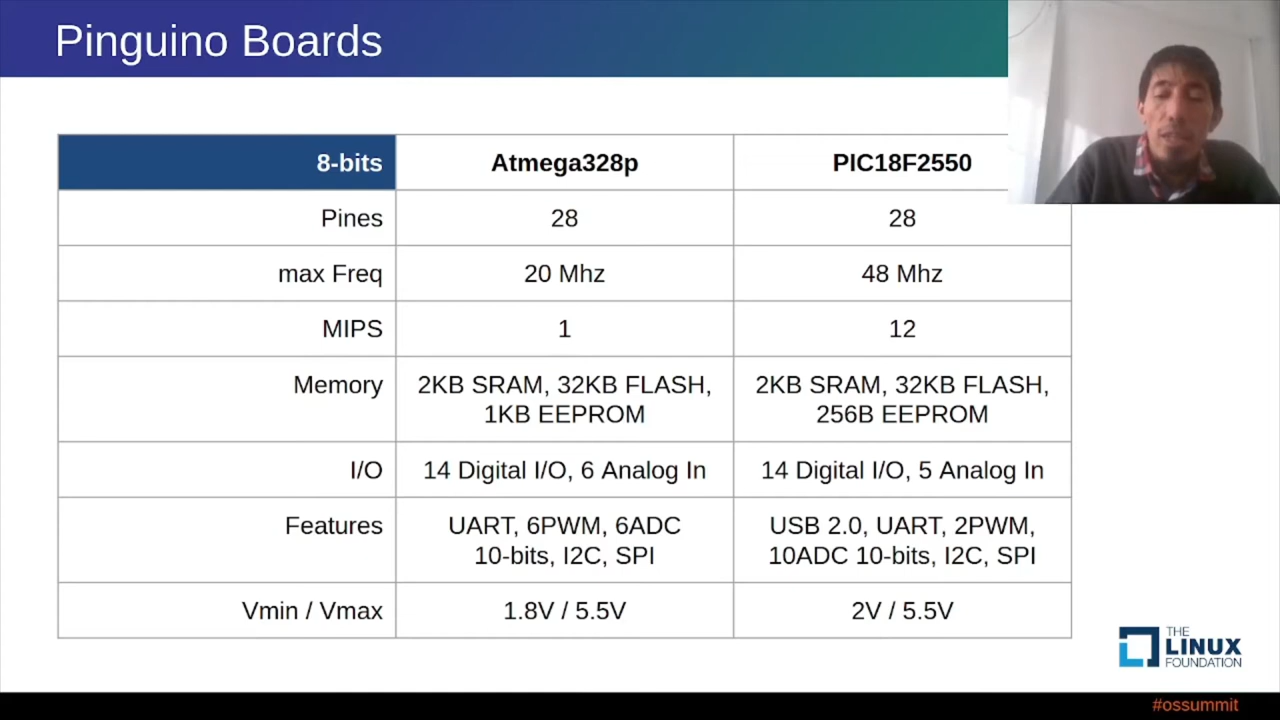 Pinguino Boards
8-bits Atmega328p PIC18F2550
Pines 28 28
max Freq 20 Mhz 48 Mhz
MIPS 1 12
Memory 2KB SRAM, 32KB FLASH, 2KB SRAM, 32KB FLASH,
1KB EEPROM 256B EEPROM
I/O 14 Digital I/O, 6 Analog In 14 Digital I/O, 5 Analog In
Features UART, 6PWM, 6ADC USB 2.0, UART, 2PWM,
10-bits, I2C, SPI 10ADC 10-bits, I2C, SPI
Vmin / Vmax 1.8V / 5.5V 2V / 5.5V
THE
LINUX
FOUNDATION
#ossummit